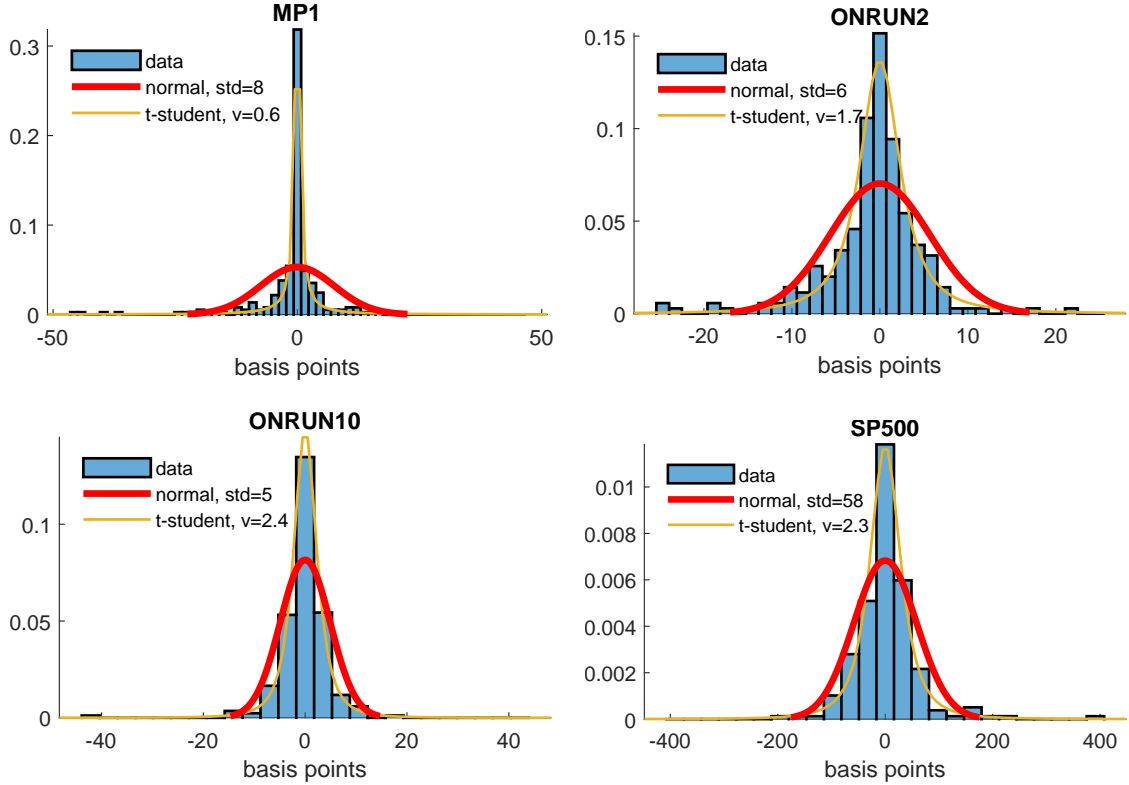 MP1
data
normal, std=8
t-student, v=0.6
0.3
0.2
0.1
0
-50
0
50
basis points
ONRUN2
data
normal, std=6
t-student, v=1.7
0.15
0.1
0.05
0
-20
-10
0
10
20
basis points
ONRUN10
data
normal, std=5
t-student, v=2.4
0.1
0.05
0
-40
-20
0
20
40
basis points
SP500
data
normal, std=58
t-student, v=2.3
0.01
0.008
0.006
0.004
0.002
0
-400
-200
0
200
400
basis points